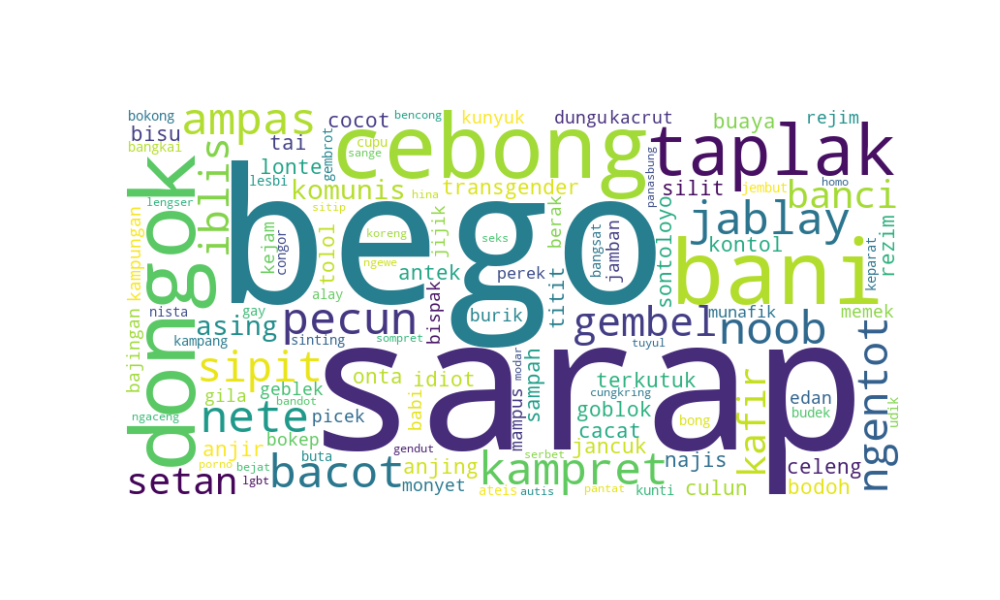 bokong
ampas
cocot
bencong
kunyuk
dungu
kacrut
buaya
rejim
bisu
bangkai
tai
gembrot
cupu
sange
cebong
taplak
iblis
lonte
lesbi
komunis
hina
transgender
panasbung
silit
jembut
homo
banci
dongok
lengser
sitip
bego
jijik
berak
sontoloyo
jablay
kampungan
kejam
congor
tolol
koreng
seks
bangsat
jamban
kontol
keparat
rezim
ngewe
antek
perek
titit
bani
alay
bispak
nista
gay
burik
munafik
memek
bajingan
asing
pecun
gembel
noob
kampang
sinting
sompret
tuyul
sipit
onta
idiot
modar
sampah
terkutuk
ngentot
gila
geblek
babi
mampus
cungkring
edan
udik
bandot
nete
picek
sarap
goblok
bong
budek
kafir
ngaceng
cacat
anjir
bokep
buta
gendut
jancuk
porno
bejat
anjing
serbet
najis
celeng
setan
lgbt
bacot
monyet
kampret
ateis
autis
pantat
kunti
culun
bodoh